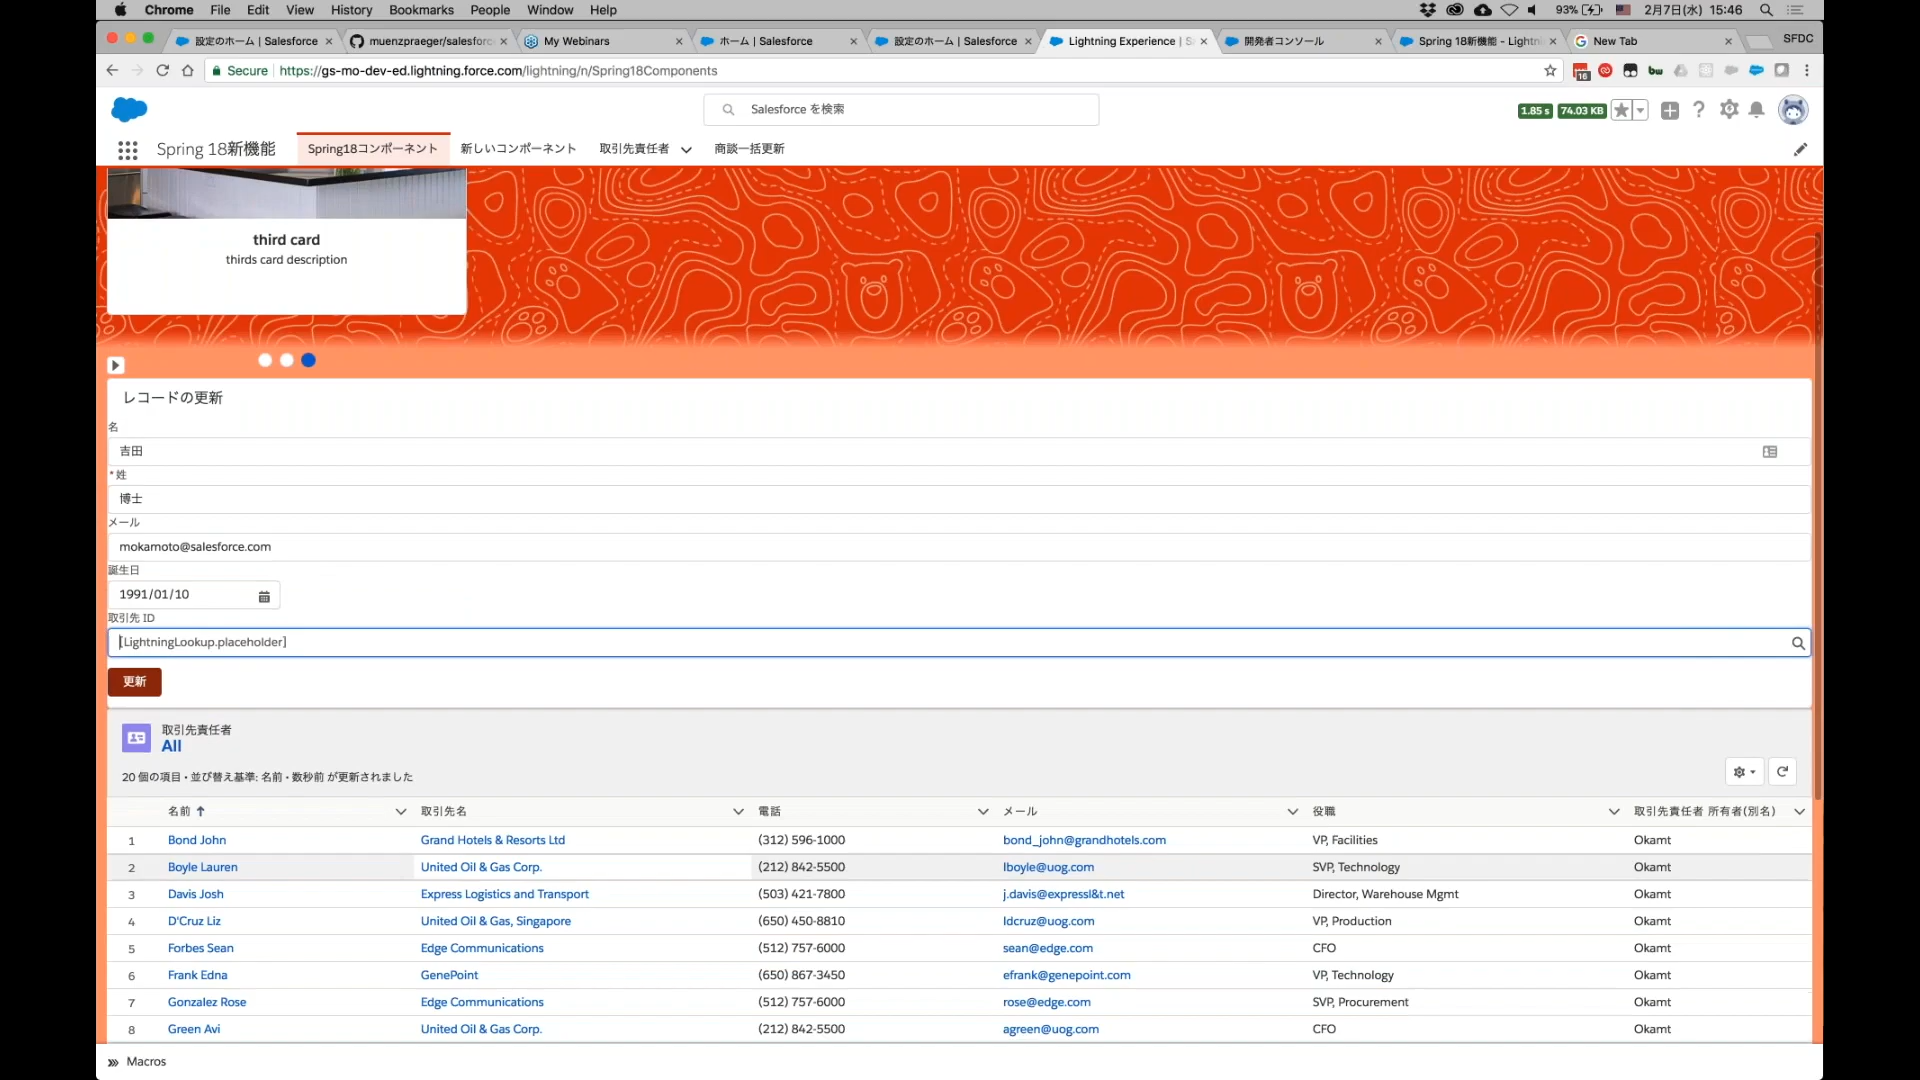 Chrome File Edit View History Bookmarks People Window Help 93% 2月7日(水) 15:46
設定のホーム | Salesforce muenzpraeger/salesforc My Webinars ホーム | Salesforce 設定のホーム | Salesforce Lightning Experience | S 開発者コンソール Spring 18新機能 - Lightni New Tab SFDC
Secure https://gs-mo-dev-ed.lightning.force.com/lightning/n/Spring18Components 16
Salesforce を検索 1.85 s 74.03 KB
Spring 18新機能 Spring18コンポーネント 新しいコンポーネント 取引先責任者 商談一括更新
third card
thirds card description
レコードの更新
名
吉田
*姓
博士
メール
mokamoto@salesforce.com
誕生日
1991/01/10
取引先 ID
[LightningLookup.placeholder]
更新
取引先責任者
All
20 個の項目 • 並び替え基準: 名前 • 数秒前 が更新されました
名前 取引先名 電話 メール 役職 取引先責任者 所有者(別名)
1 Bond John Grand Hotels & Resorts Ltd (312) 596-1000 bond_john@grandhotels.com VP, Facilities Okamt
2 Boyle Lauren United Oil & Gas Corp. (212) 842-5500 lboyle@uog.com SVP, Technology Okamt
3 Davis Josh Express Logistics and Transport (503) 421-7800 j.davis@expressl&t.net Director, Warehouse Mgmt Okamt
4 D'Cruz Liz United Oil & Gas, Singapore (650) 450-8810 ldcruz@uog.com VP, Production Okamt
5 Forbes Sean Edge Communications (512) 757-6000 sean@edge.com CFO Okamt
6 Frank Edna GenePoint (650) 867-3450 efrank@genepoint.com VP, Technology Okamt
7 Gonzalez Rose Edge Communications (512) 757-6000 rose@edge.com SVP, Procurement Okamt
8 Green Avi United Oil & Gas Corp. (212) 842-5500 agreen@uog.com CFO Okamt
Macros